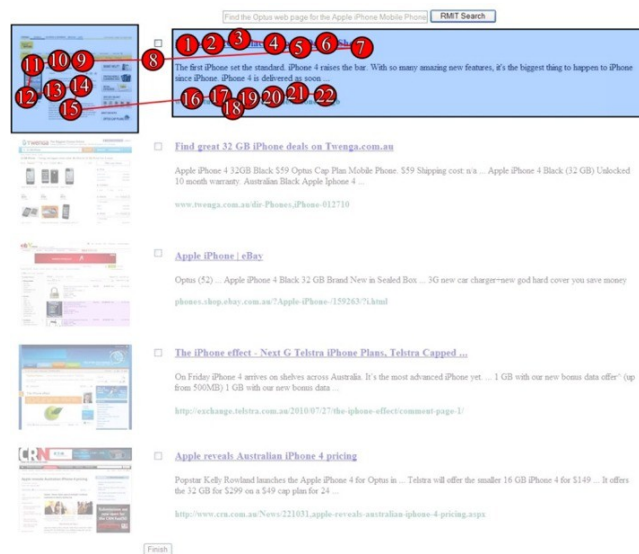 Find the Optus web page for the Apple iPhone Mobile Phone
RMIT Search
1 2 3 4 5 6 7
8 9 10 11
12 13 14
15
The first iPhone set the standard. iPhone 4 raises the bar. With so many amazing new features, it's the biggest thing to happen to iPhone
since iPhone. iPhone 4 is delivered as soon ...
16 17 18 19 20 21 22
Find great 32 GB iPhone deals on Twenga.com.au
Apple iPhone 4 32GB Black $59 Optus Cap Plan Mobile Phone. $59 Shipping cost: n/a ... Apple iPhone 4 Black (32 GB) Unlocked
10 month warranty. Australian Black Apple Iphone 4 ...
www.twenga.com.au/dir-Phones,iPhone-012710
Apple iPhone | eBay
Optus (52) ... Apple iPhone 4 Black 32 GB Brand New in Sealed Box ... 3G new car charger+new god hard cover you save money
phones.shop.ebay.com.au/?Apple-iPhone-/159263/?i.html
The iPhone effect - Next G Telstra iPhone Plans, Telstra Capped ...
On Friday iPhone 4 arrives on shelves across Australia. It's the most advanced iPhone yet. ... 1 GB with our new bonus data offer" (up
from 500MB) 1 GB with our new bonus data ...
http://exchange.telstra.com.au/2010/07/27/the-iphone-effect/comment-page-1/
CRN
Apple reveals Australian iPhone 4 pricing
Popstar Kelly Rowland launches the Apple iPhone 4 for Optus in ... Telstra will offer the smaller 16 GB iPhone 4 for $149 ... It offers
the 32 GB for $299 on a $49 cap plan for 24 ...
http://www.crn.com.au/News/221031,apple-reveals-australian-iphone-4-pricing.aspx
Finish